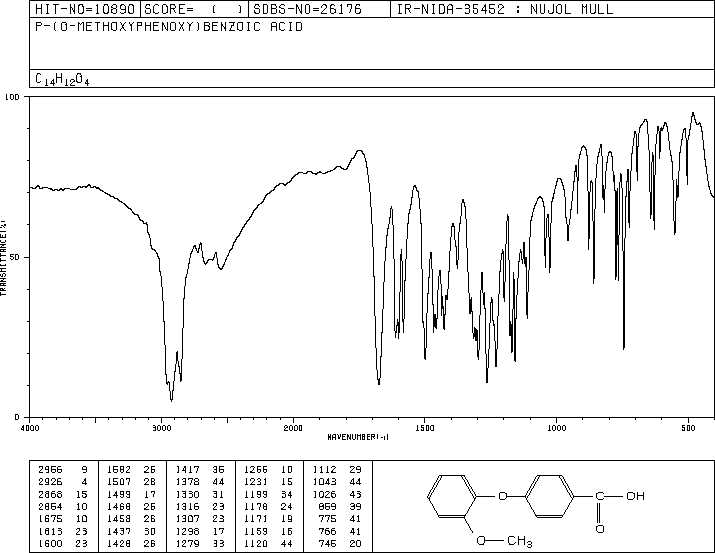 HIT-NO=10890 SCORE= ( ) SDBS-NO=26176 IR-NIDA-35452 : NUJOL MULL
P-(O-METHOXYPHENOXY)BENZOIC ACID
C14H12O4
100
TRANSMITTANCE(%)
50
0
4000 3000 2000 1500 1000 500
WAVENUMBER(-1)
2956 9 1582 26 1417 36 1266 10 1112 29
2926 4 1507 28 1378 44 1231 15 1043 44
2868 15 1499 17 1330 31 1199 34 1026 43
2854 10 1468 26 1316 23 1178 24 859 39
1675 10 1458 26 1307 23 1171 19 775 41
1613 23 1437 30 1298 17 1159 16 766 41
1600 23 1428 26 1279 33 1120 44 746 20
O
C
OH
O
O
CH3